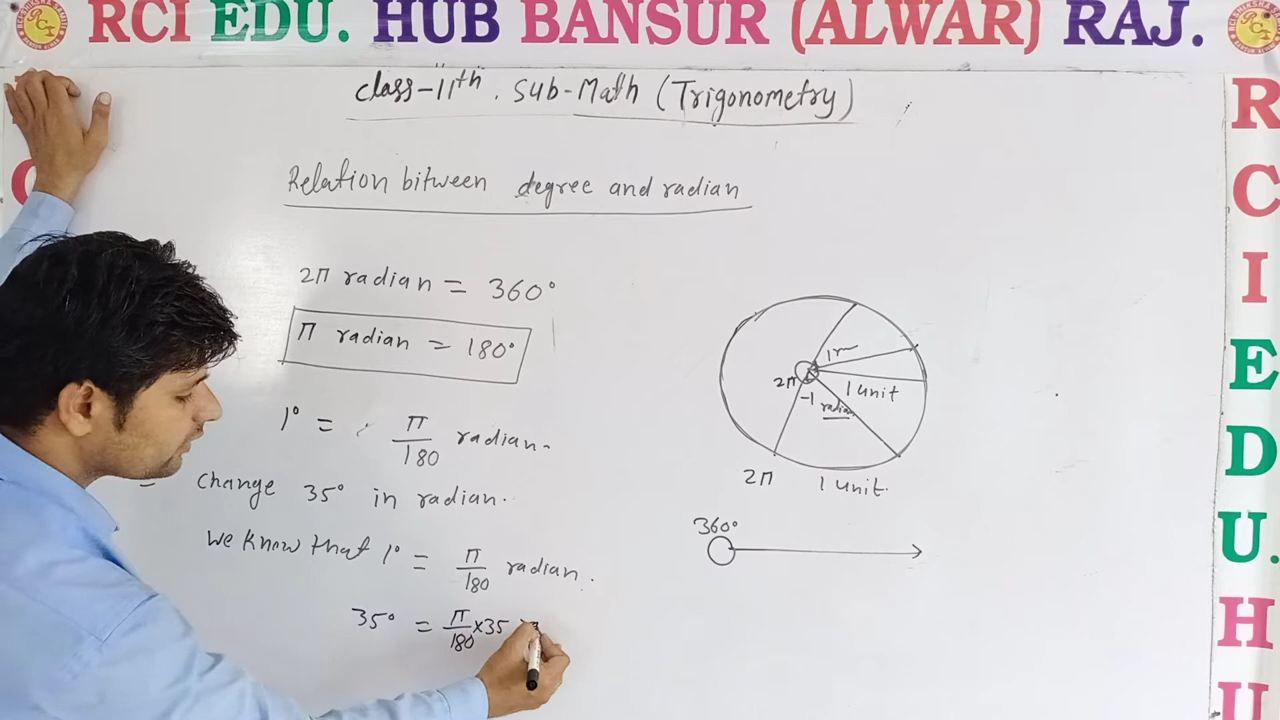 RCI EDU. HUB BANSUR (ALWAR) RAJ.
class-11th. Sub-Math (Trigonometry)
Relation bitween degree and radian
2π radian = 360°
π radian = 180°
1° = π/180 radian.
change 35° in radian.
We know that 1° = π/180 radian.
35° = π/180 ×35
1 unit
2π
-1
radian
2π 1 unit.
360°
R
C
I
E
D
U.
H
U